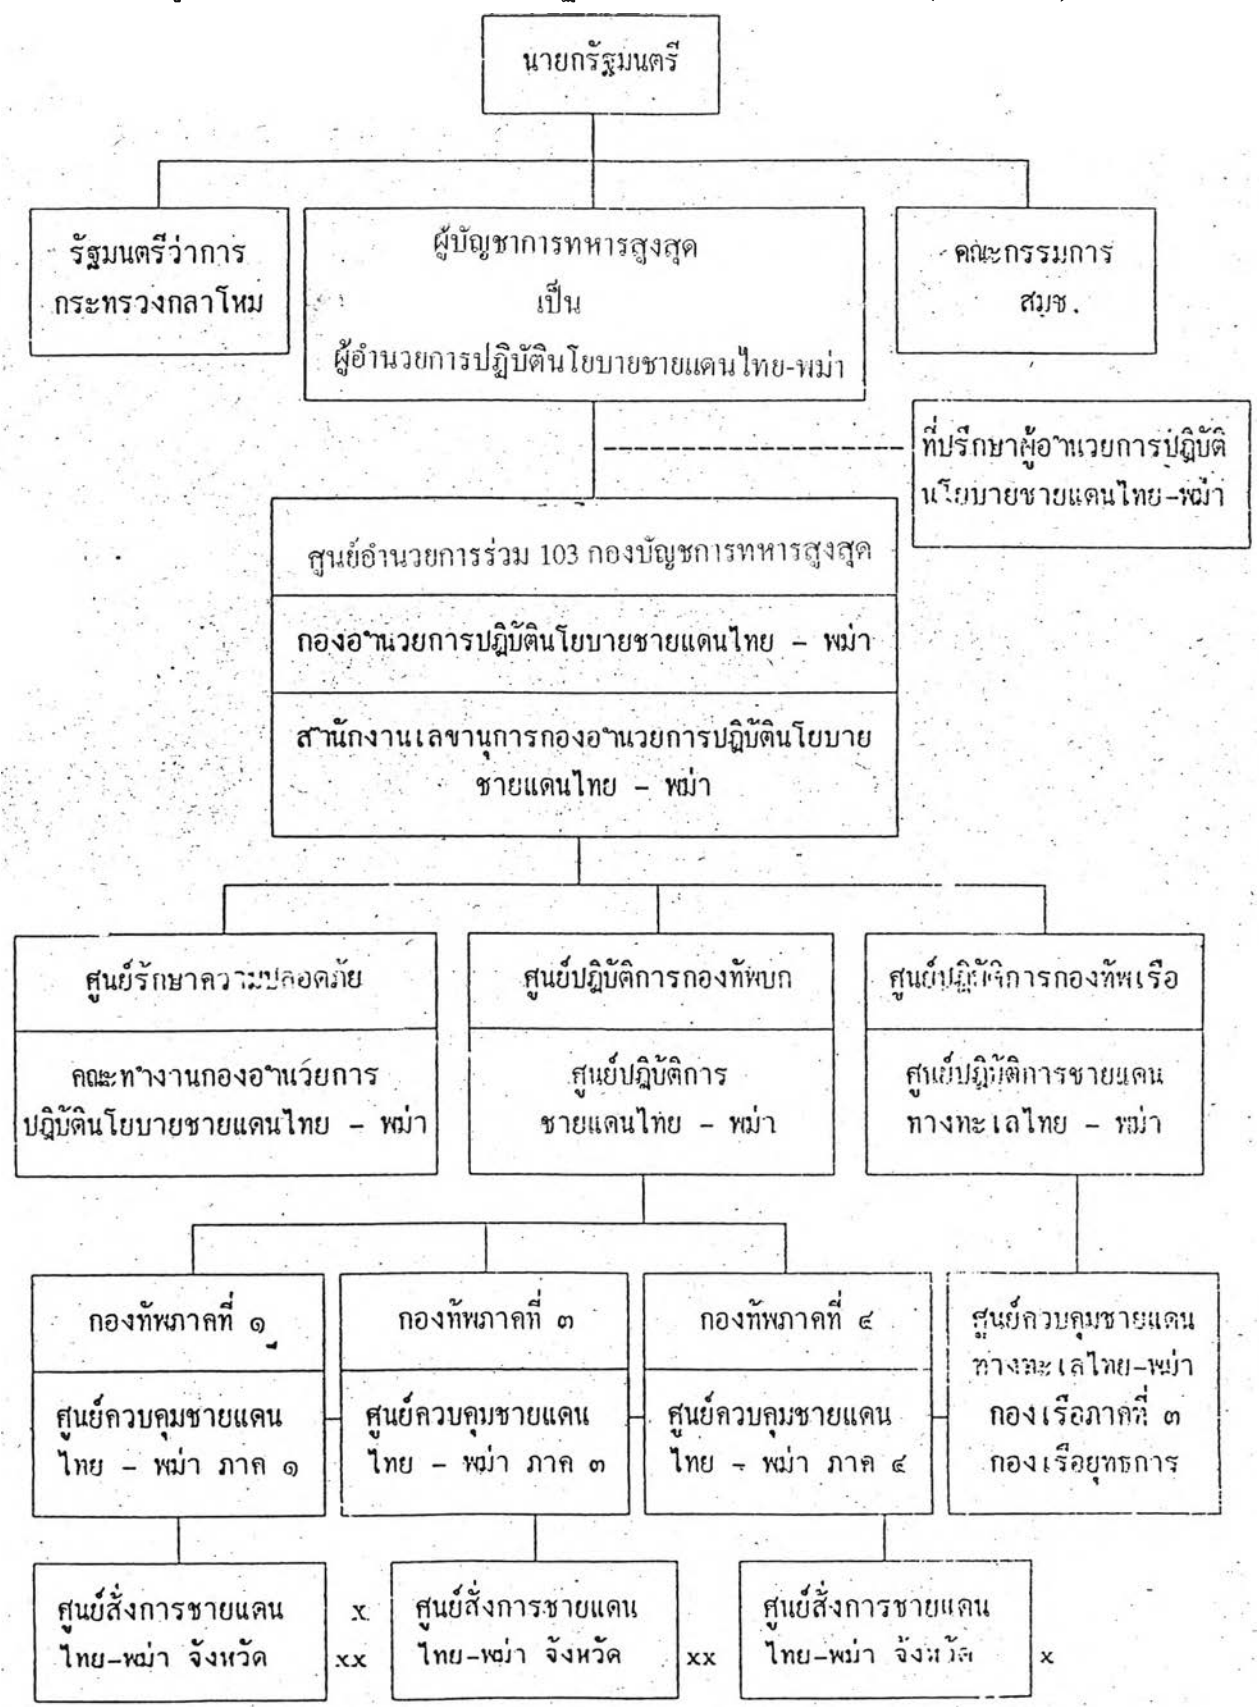 นายกรัฐมนตรี
รัฐมนตรีว่าการ
กระทรวงกลาโหม
ผู้บัญชาการทหารสูงสุด
เป็น
ผู้อำนวยการปฏิบัตินโยบายชายแดนไทย-พม่า
คณะกรรมการ
สมช.
ที่ปรึกษาผู้อำนวยการปฏิบัติ
นโยบายชายแดนไทย-พม่า
ศูนย์อำนวยการร่วม 103 กองบัญชการทหารสูงสุด
กองอำนวยการปฏิบัตินโยบายชายแดนไทย - พม่า
สำนักงานเลขานุการกองอำนวยการปฏิบัตินโยบาย
ชายแดนไทย - พม่า
ศูนย์รักษาความปลอดภัย
คณะทำงานกองอำนวยการ
ปฏิบัตินโยบายชายแดนไทย - พม่า
ศูนย์ปฏิบัติการกองทัพบก
ศูนย์ปฏิบัติการ
ชายแดนไทย - พม่า
ศูนย์ปฏิบัติการกองทัพเรือ
ศูนย์ปฏิบัติการชายแดน
ทางทะเลไทย - พม่า
กองทัพภาคที่ ๑
ศูนย์ควบคุมชายแดน
ไทย - พม่า ภาค ๑
กองทัพภาคที่ ๓
ศูนย์ควบคุมชายแดน
ไทย - พม่า ภาค ๓
กองทัพภาคที่ ๔
ศูนย์ควบคุมชายแดน
ไทย - พม่า ภาค ๔
ศูนย์ควบคุมชายแดน
ทางทะเลไทย-พม่า
กองเรือภาคที่ ๓
กองเรือยุทธการ
ศูนย์สั่งการชายแดน
ไทย-พม่า จังหวัด
x
xx
ศูนย์สั่งการชายแดน
ไทย-พม่า จังหวัด
xx
ศูนย์สั่งการชายแดน
ไทย-พม่า จังหวัด
x